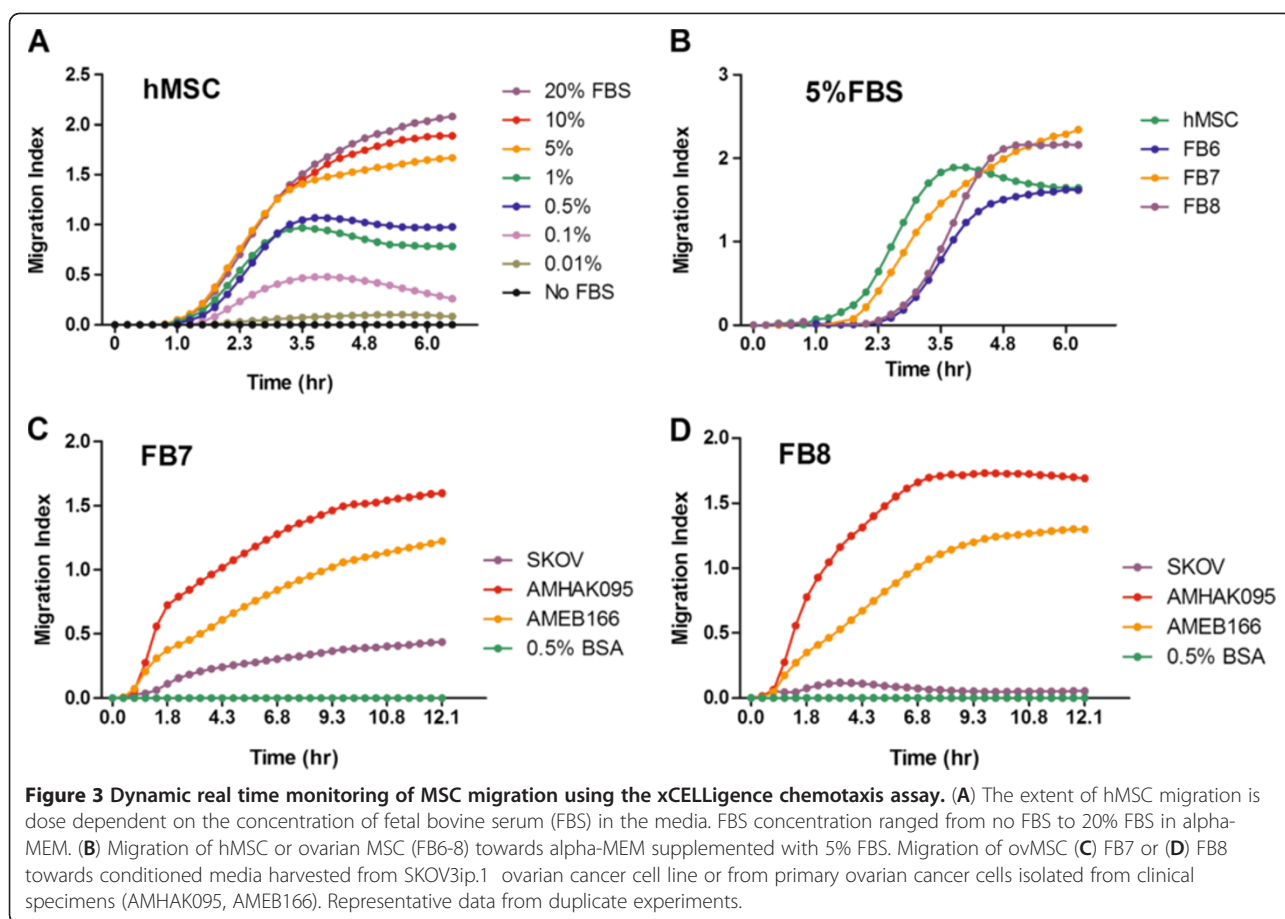 A
hMSC
Migration Index
2.5
2.0
1.5
1.0
0.5
0.0
0 1.0 2.3 3.5 4.8 6.0
Time (hr)
20% FBS
10%
5%
1%
0.5%
0.1%
0.01%
No FBS
B
5%FBS
Migration Index
3
2
1
0
0.0 1.0 2.3 3.5 4.8 6.0
Time (hr)
hMSC
FB6
FB7
FB8
C
FB7
Migration Index
2.0
1.5
1.0
0.5
0.0
0.0 1.8 4.3 6.8 9.3 10.8 12.1
Time (hr)
SKOV
AMHAK095
AMEB166
0.5% BSA
D
FB8
Migration Index
2.0
1.5
1.0
0.5
0.0
0.0 1.8 4.3 6.8 9.3 10.8 12.1
Time (hr)
SKOV
AMHAK095
AMEB166
0.5% BSA
Figure 3 Dynamic real time monitoring of MSC migration using the xCELLigence chemotaxis assay. (A) The extent of hMSC migration is
dose dependent on the concentration of fetal bovine serum (FBS) in the media. FBS concentration ranged from no FBS to 20% FBS in alpha-
MEM. (B) Migration of hMSC or ovarian MSC (FB6-8) towards alpha-MEM supplemented with 5% FBS. Migration of ovMSC (C) FB7 or (D) FB8
towards conditioned media harvested from SKOV3ip.1 ovarian cancer cell line or from primary ovarian cancer cells isolated from clinical
specimens (AMHAK095, AMEB166). Representative data from duplicate experiments.